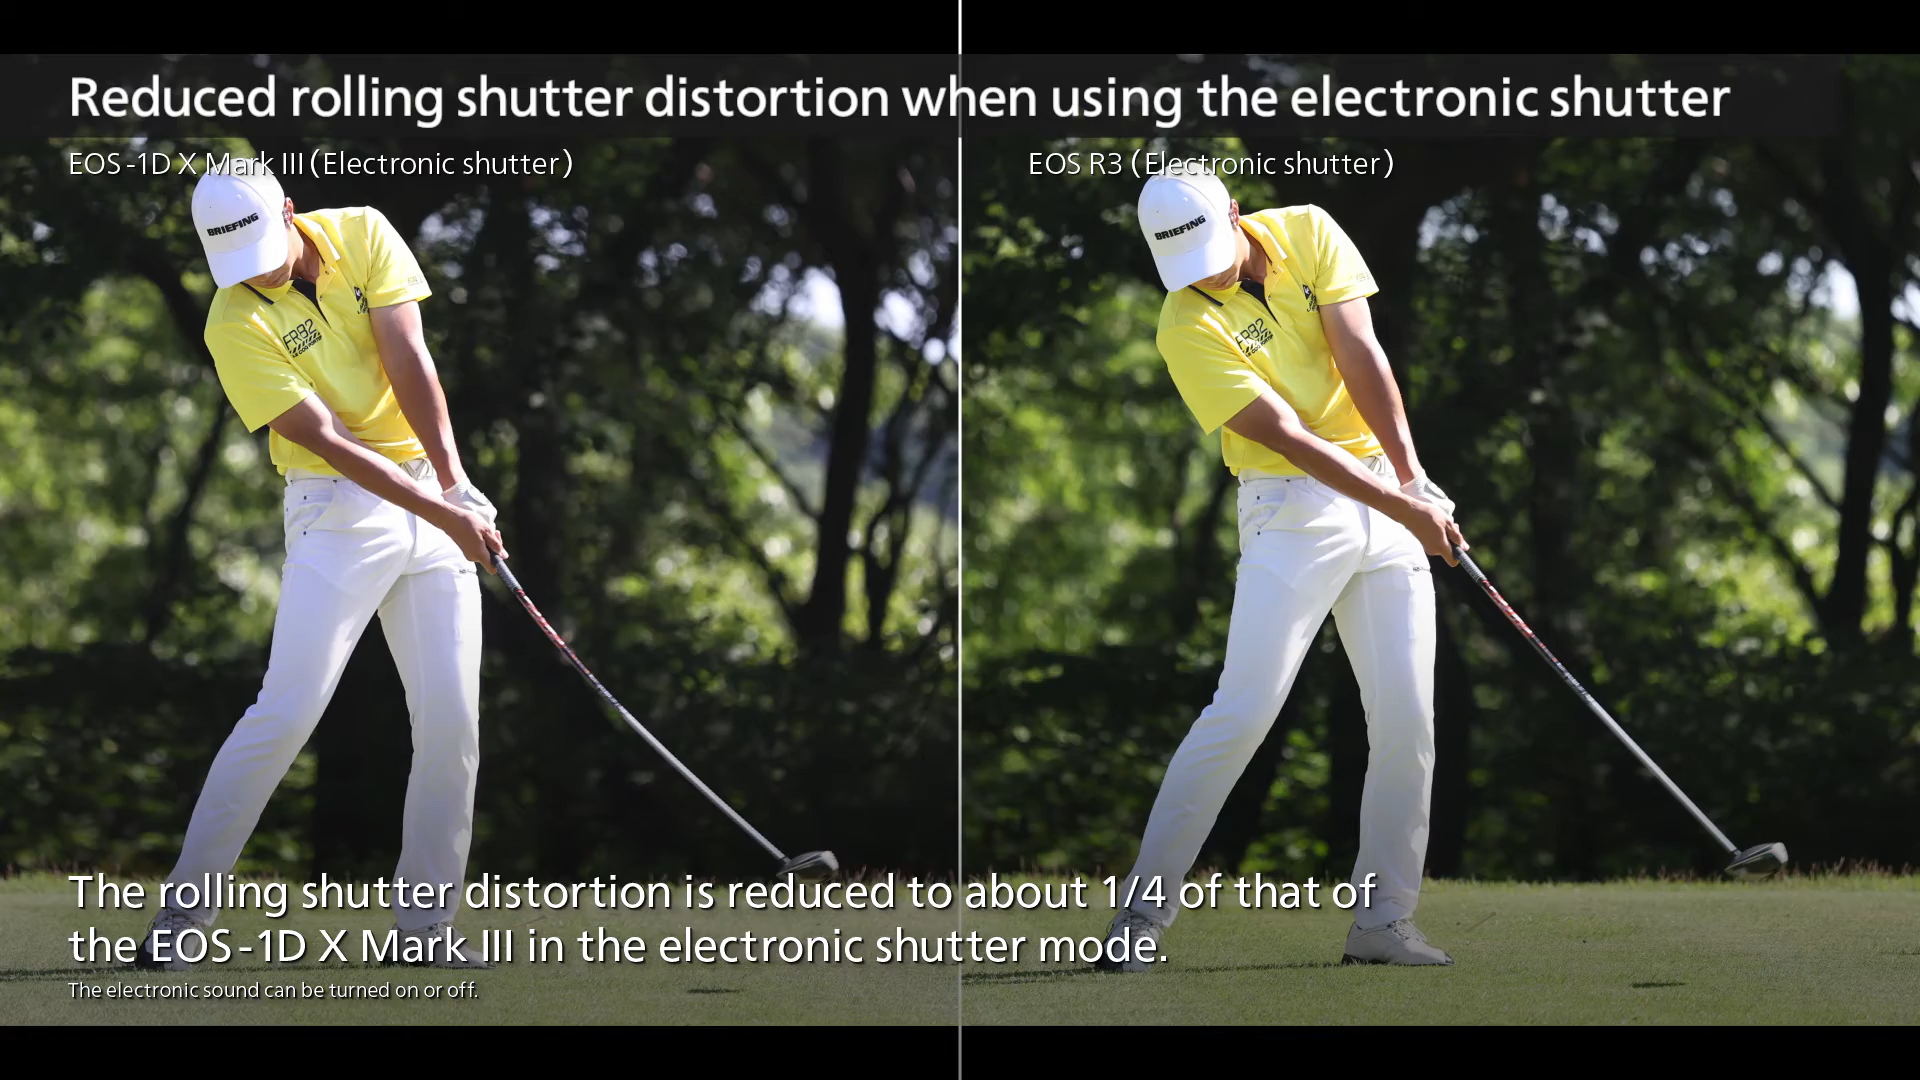 Reduced rolling shutter distortion when using the electronic shutter
EOS-1D X Mark III (Electronic shutter)
EOS R3 (Electronic shutter)
BRIEFING
BRIEFING
FR82
FR82
The rolling shutter distortion is reduced to about 1/4 of that of
the EOS-1D X Mark III in the electronic shutter mode.
The electronic sound can be turned on or off.